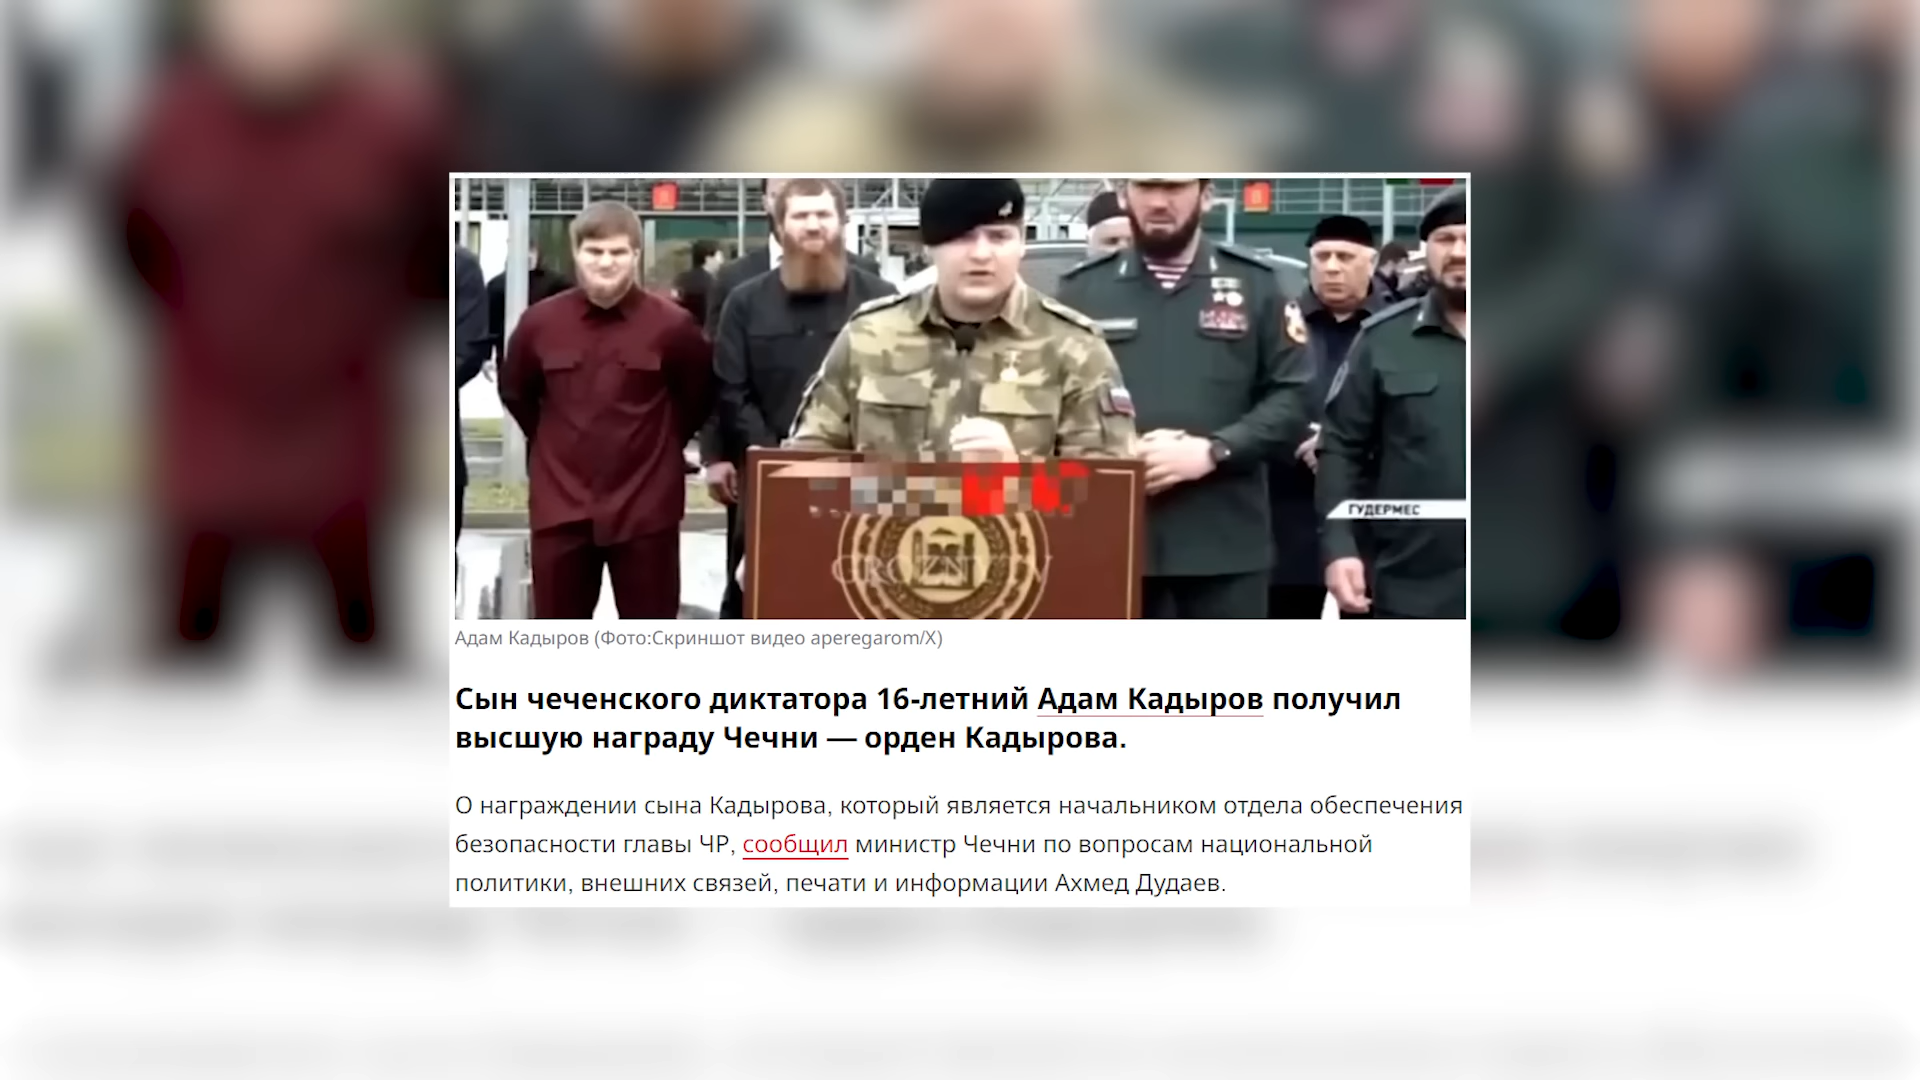 ГУДЕРМЕС
GROZNY TV
Адам Кадыров (Фото:Скриншот видео aperegarom/X)
Сын чеченского диктатора 16-летний Адам Кадыров получил
высшую награду Чечни — орден Кадырова.
О награждении сына Кадырова, который является начальником отдела обеспечения
безопасности главы ЧР, сообщил министр Чечни по вопросам национальной
политики, внешних связей, печати и информации Ахмед Дудаев.